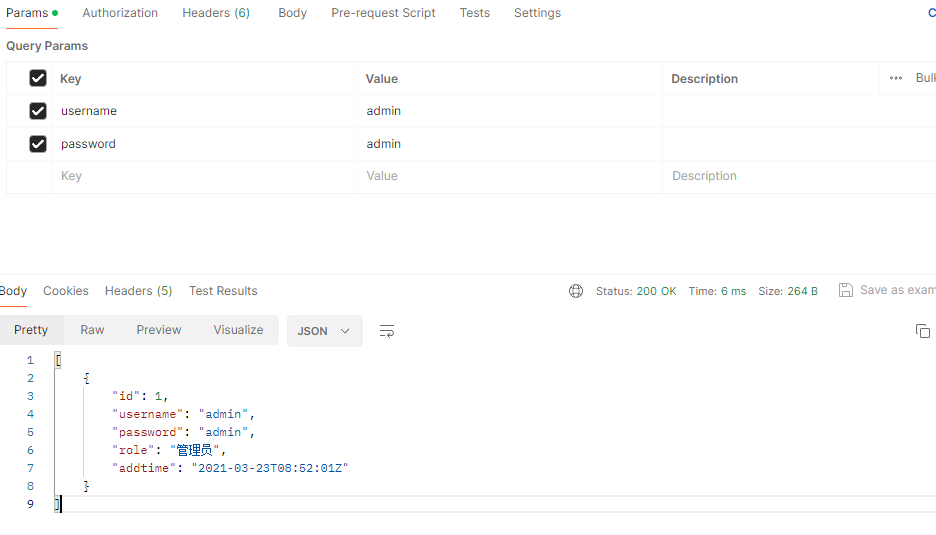 Params Authorization Headers (6) Body Pre-request Script Tests Settings C
Query Params
Key Value Description Bulk
username admin
password admin
Key Value Description
Body Cookies Headers (5) Test Results Status: 200 OK Time: 6 ms Size: 264 B Save as exam
Pretty Raw Preview Visualize JSON
1 [
2 {
3 "id": 1,
4 "username": "admin",
5 "password": "admin",
6 "role": "管理员",
7 "addtime": "2021-03-23T08:52:01Z"
8 }
9 ]